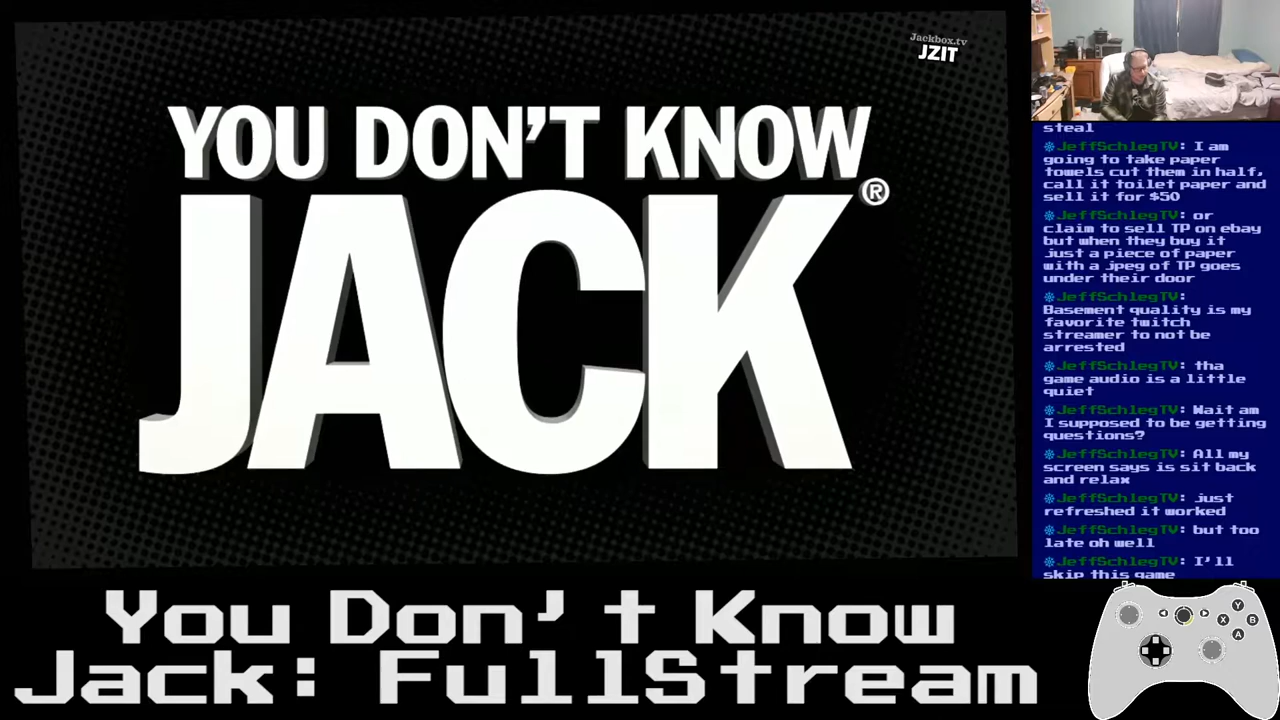 Jackbox.tv
JZIT
YOU DON'T KNOW
JACK®
steal
JeffSchlegTV: I am
going to take paper
towels cut them in half,
call it toilet paper and
sell it for $50
JeffSchlegTV: or
claim to sell TP on ebay
but when they buy it
just a piece of paper
with a jpeg of TP goes
under their door
JeffSchlegTV:
Basement quality is my
favorite twitch
streamer to not be
arrested
JeffSchlegTV: tha
game audio is a little
quiet
JeffSchlegTV: Wait am
I supposed to be getting
questions?
JeffSchlegTV: All my
screen says is sit back
and relax
JeffSchlegTV: just
refreshed it worked
JeffSchlegTV: but too
late oh well
JeffSchlegTV: I'll
skip this game
You Don't Know
Jack: FullStream
Y
X
B
A